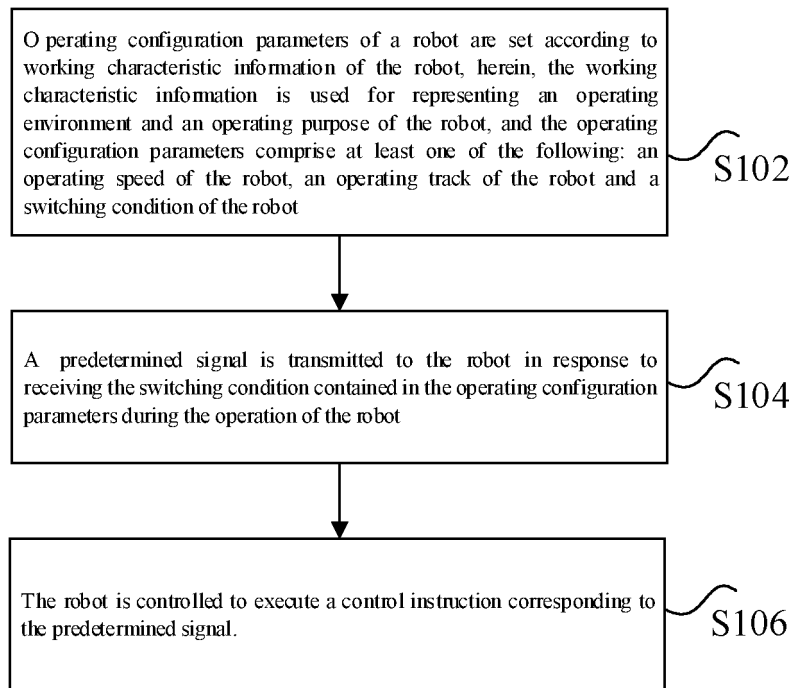 O perating configuration parameters of a robot are set according to
working characteristic information of the robot, herein, the working
characteristic information is used for representing an operating
environment and an operating purpose of the robot, and the operating
configuration parameters comprise at least one of the following: an
operating speed of the robot, an operating track of the robot and a
switching condition of the robot
S102
A predetermined signal is transmitted to the robot in response to
receiving the switching condition contained in the operating configuration
parameters during the operation of the robot
S104
The robot is controlled to execute a control instruction corresponding to
the predetermined signal.
S106